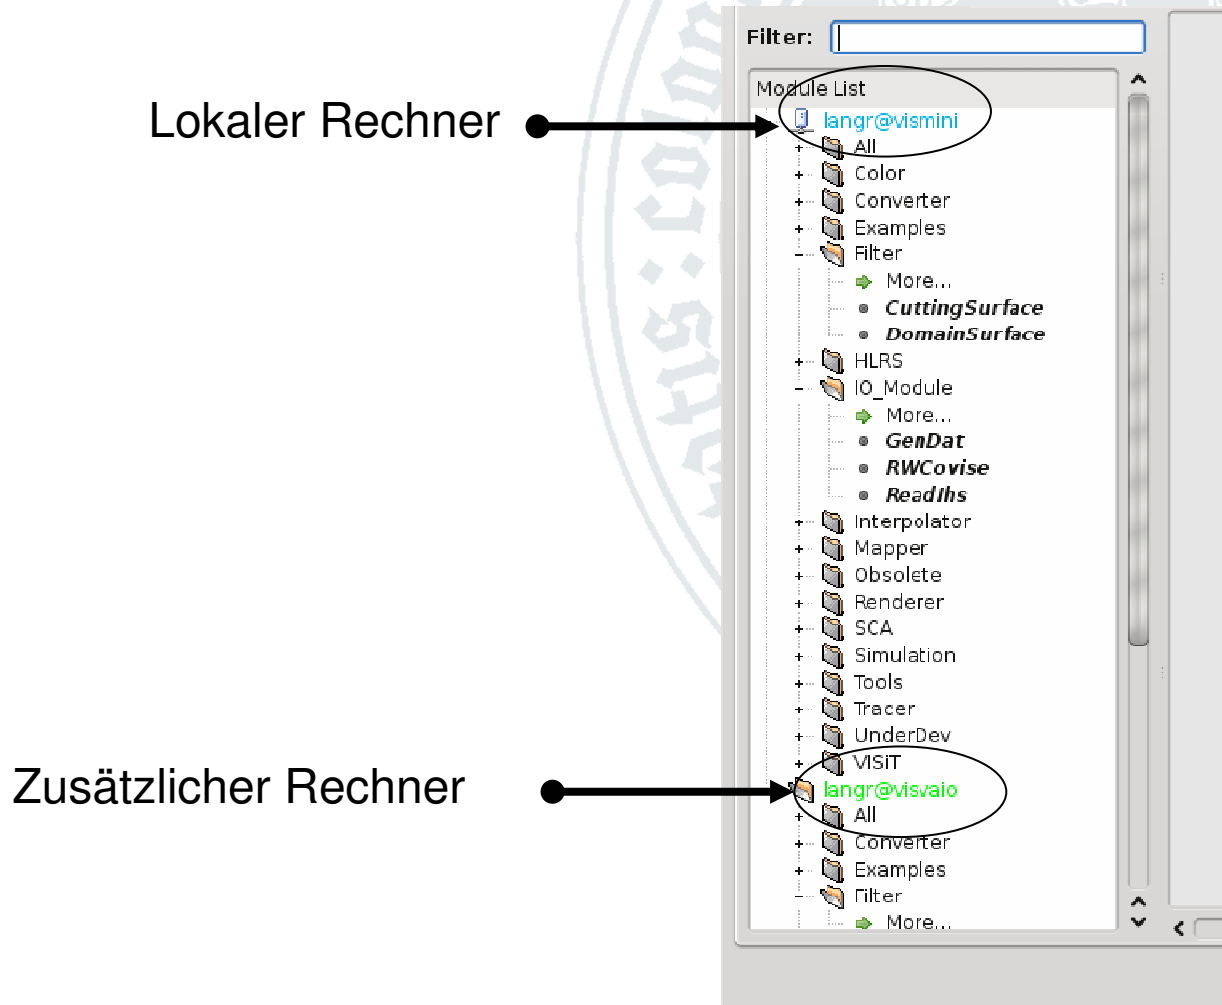 Filter:
Module List
Lokaler Rechner
langr@vismini
All
Color
Converter
Examples
Filter
More...
CuttingSurface
DomainSurface
HLRS
IO_Module
More...
GenDat
RWCovise
ReadIhs
Interpolator
Mapper
Obsolete
Renderer
SCA
Simulation
Tools
Tracer
UnderDev
VISiT
Zusätzlicher Rechner
langr@visvaio
All
Converter
Examples
Filter
More...